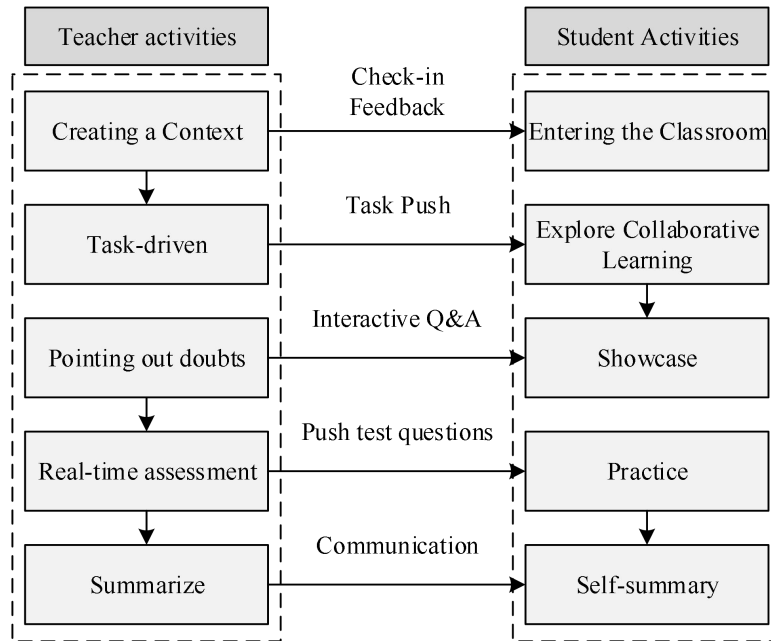 Teacher activities
Student Activities
Check-in
Feedback
Creating a Context
Entering the Classroom
Task Push
Task-driven
Explore Collaborative
Learning
Interactive Q&A
Pointing out doubts
Showcase
Push test questions
Real-time assessment
Practice
Communication
Summarize
Self-summary